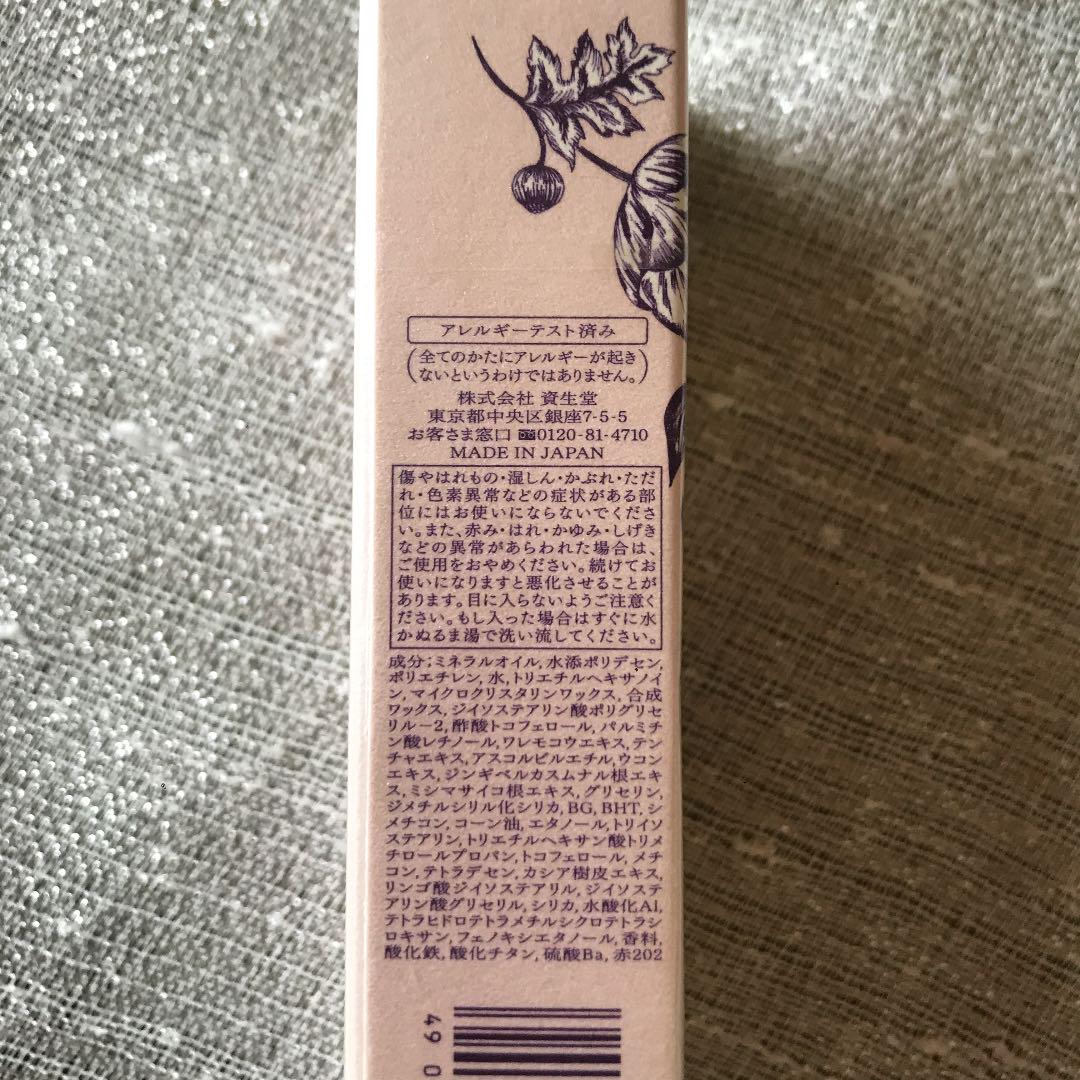 アレルギーテスト済み
(全てのかたにアレルギーが起き
ないというわけではありません。)
株式会社 資生堂
東京都中央区銀座7-5-5
お客さま窓口 0120-81-4710
MADE IN JAPAN
傷やはれもの・湿しん・かぶれ・ただ
れ・色素異常などの症状がある部
位にはお使いにならないでくださ
い。また、赤み・はれ・かゆみ・しげき
などの異常があらわれた場合は、
ご使用をおやめください。続けてお
使いになりますと悪化させることが
あります。目に入らないようご注意く
ださい。もし入った場合はすぐに水
かぬるま湯で洗い流してください。
成分;ミネラルオイル,水添ポリデセン,
ポリエチレン,水,トリエチルヘキサノイ
ン,マイクロクリスタリンワックス,合成
ワックス,ジイソステアリン酸ポリグリセ
リル-2,酢酸トコフェロール,パルミチ
ン酸レチノール,ワレモコウエキス,テン
チャエキス,アスコルビルエチル,ウコン
エキス,ジンギベルカスムナル根エキ
ス,ミシマサイコ根エキス,グリセリン,
ジメチルシリル化シリカ,BG,BHT,シ
メチコン,コーン油,エタノール,トリイソ
ステアリン,トリエチルヘキサン酸トリメ
チロールプロパン,トコフェロール,メチ
コン,テトラデセン,カシア樹皮エキス,
リンゴ酸ジイソステアリル,ジイソステ
アリン酸グリセリル,シリカ,水酸化Al,
テトラヒドロテトラメチルシクロテトラシ
ロキサン,フェノキシエタノール,香料,
酸化鉄,酸化チタン,硫酸Ba,赤202
49 0